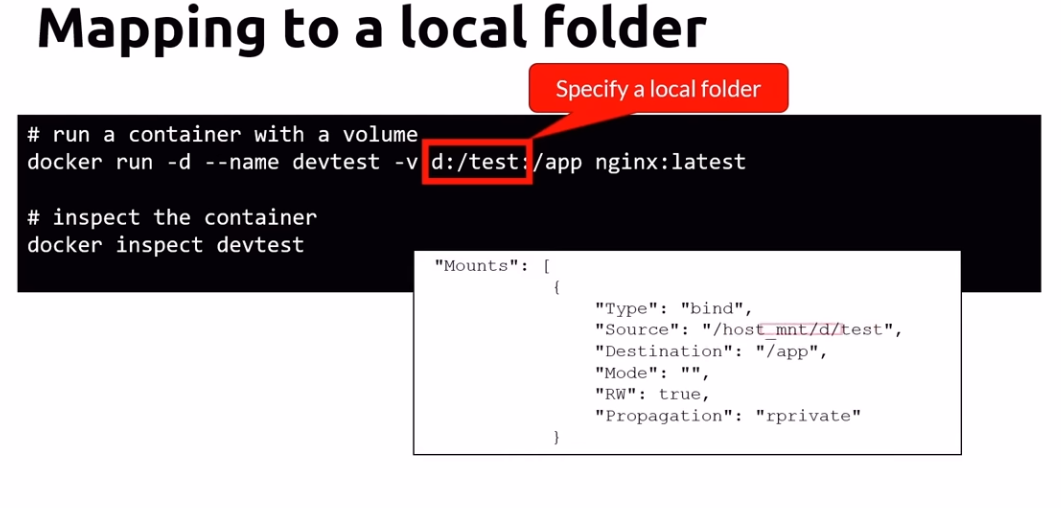 Mapping to a local folder
Specify a local folder
# run a container with a volume
docker run -d --name devtest -v d:/test:/app nginx:latest
# inspect the container
docker inspect devtest
"Mounts": [
{
"Type": "bind",
"Source": "/host_mnt/d/test",
"Destination": "/app",
"Mode": "",
"RW": true,
"Propagation": "rprivate"
}